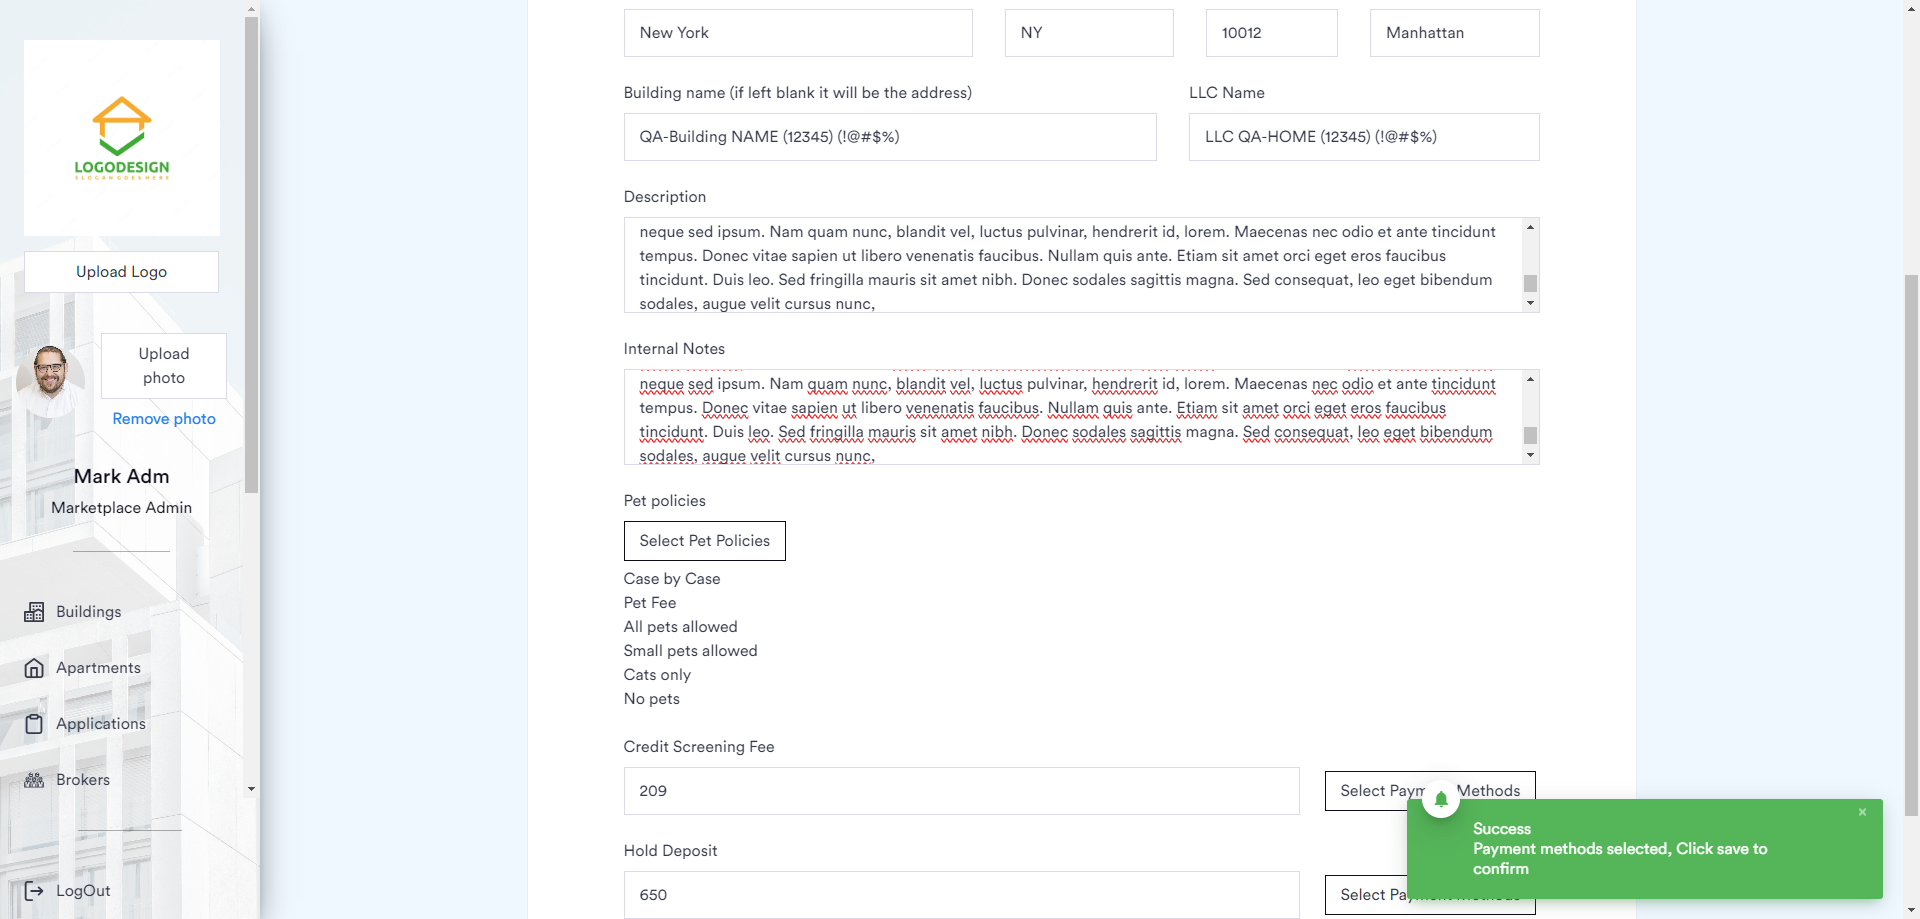 LOGODESIGN
SLOGAN GOES HERE
Upload Logo
Upload
photo
Remove photo
Mark Adm
Marketplace Admin
Buildings
Apartments
Applications
Brokers
LogOut
New York
NY
10012
Manhattan
Building name (if left blank it will be the address)
LLC Name
QA-Building NAME (12345) (!@#$%)
LLC QA-HOME (12345) (!@#$%)
Description
neque sed ipsum. Nam quam nunc, blandit vel, luctus pulvinar, hendrerit id, lorem. Maecenas nec odio et ante tincidunt
tempus. Donec vitae sapien ut libero venenatis faucibus. Nullam quis ante. Etiam sit amet orci eget eros faucibus
tincidunt. Duis leo. Sed fringilla mauris sit amet nibh. Donec sodales sagittis magna. Sed consequat, leo eget bibendum
sodales, augue velit cursus nunc,
Internal Notes
neque sed ipsum. Nam quam nunc, blandit vel, luctus pulvinar, hendrerit id, lorem. Maecenas nec odio et ante tincidunt
tempus. Donec vitae sapien ut libero venenatis faucibus. Nullam quis ante. Etiam sit amet orci eget eros faucibus
tincidunt. Duis leo. Sed fringilla mauris sit amet nibh. Donec sodales sagittis magna. Sed consequat, leo eget bibendum
sodales, augue velit cursus nunc,
Pet policies
Select Pet Policies
Case by Case
Pet Fee
All pets allowed
Small pets allowed
Cats only
No pets
Credit Screening Fee
209
Select Paym Methods
Hold Deposit
650
Select Pa
Success
Payment methods selected, Click save to
confirm